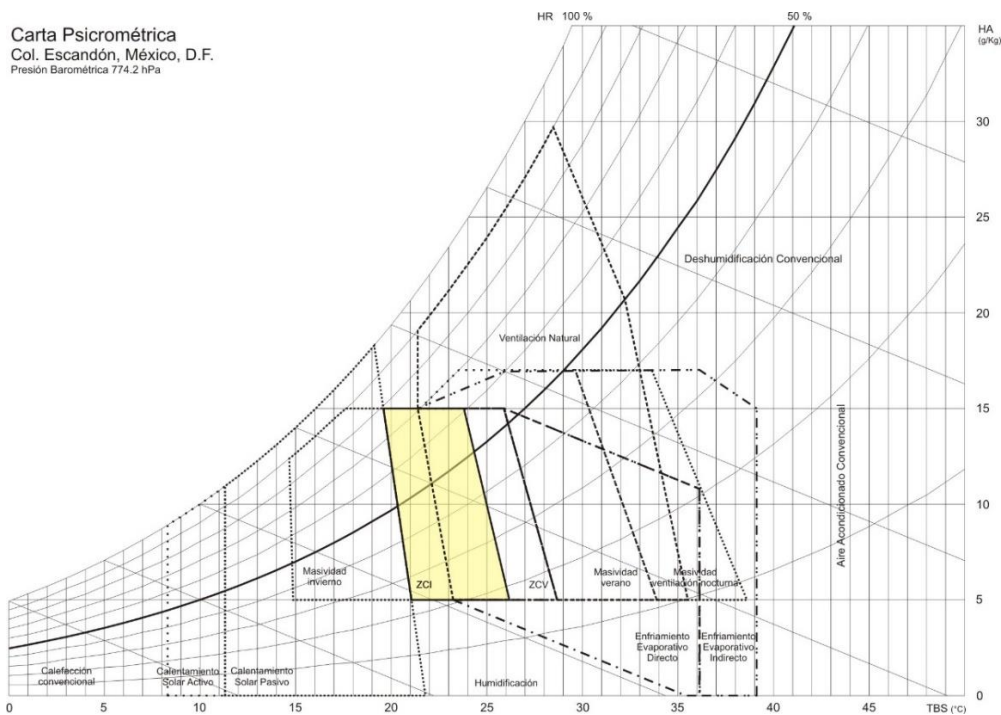 Carta Psicrométrica
Col. Escandón, México, D.F.
Presión Barométrica 774.2 hPa
HR 100 %
50 %
HA
(g/Kg)
30
25
Deshumidificación Convencional
20
Ventilación Natural
15
Aire Acondicionado Convencional
10
Masividad
invierno
ZCI
ZCV
Masividad
verano
Masividad
ventilación nocturna
5
Calefacción
convencional
Calentamiento
Solar Activo
Calentamiento
Solar Pasivo
Humidificación
Enfriamiento
Evaporativo
Directo
Enfriamiento
Evaporativo
Indirecto
0
0 5 10 15 20 25 30 35 40 45 TBS (°C)